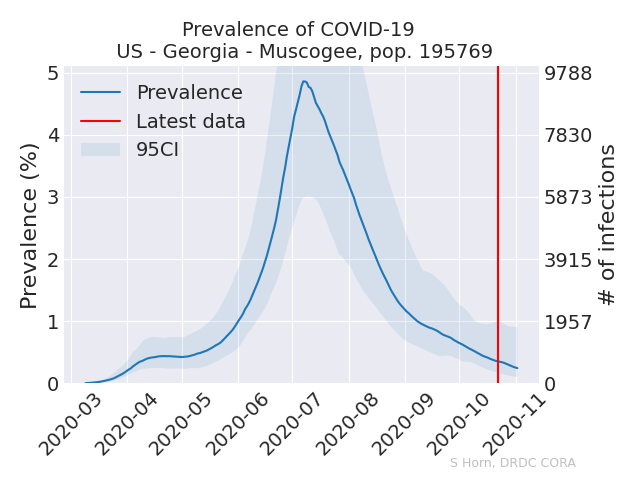 Prevalence of COVID-19
US - Georgia - Muscogee, pop. 195769
Prevalence
Latest data
95CI
Prevalence (%)
5
4
3
2
1
0
9788
7830
5873
3915
1957
0
# of infections
2020-03
2020-04
2020-05
2020-06
2020-07
2020-08
2020-09
2020-10
2020-11
S Horn, DRDC CORA